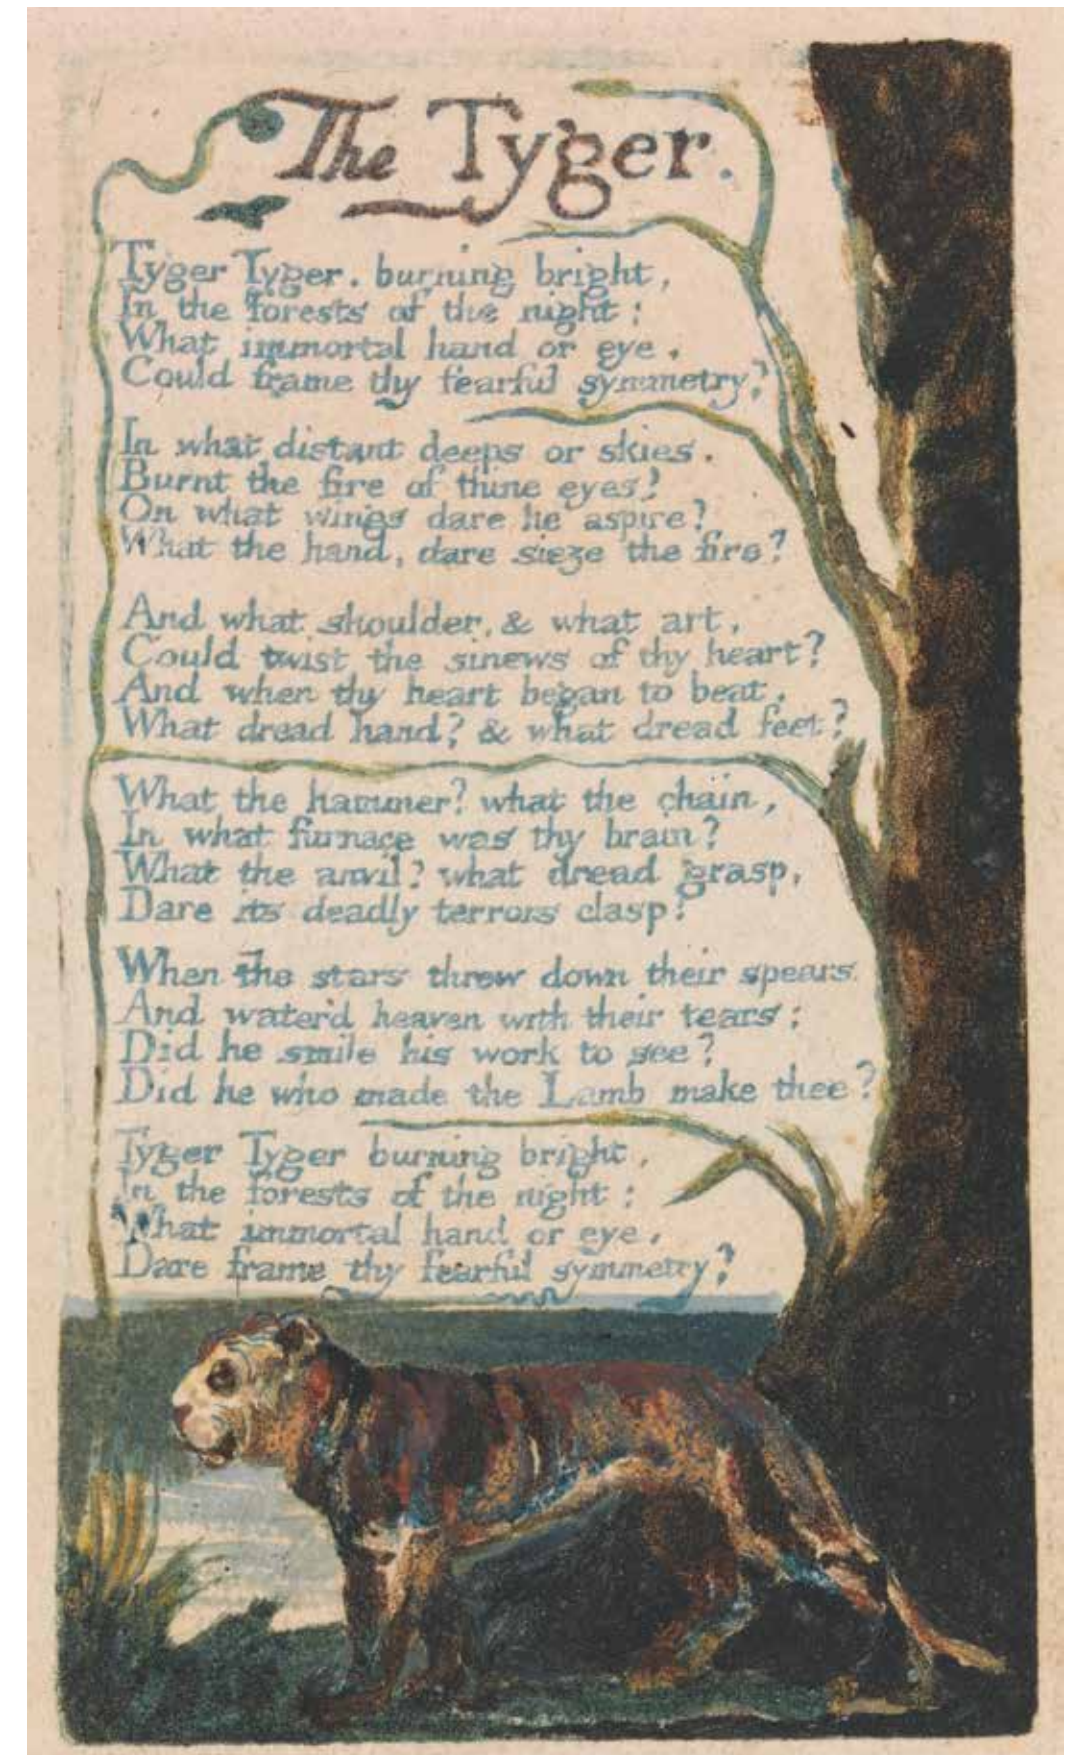 The Tyger.
Tyger Tyger. burning bright,
In the forests of the night:
What immortal hand or eye.
Could frame thy fearful symmetry?
In what distant deeps or skies.
Burnt the fire of thine eyes?
On what wings dare he aspire?
What the hand, dare sieze the fire?
And what shoulder, & what art,
Could twist the sinews of thy heart?
And when thy heart began to beat,
What dread hand? & what dread feet?
What the hammer? what the chain,
In what furnace was thy brain?
What the anvil? what dread grasp,
Dare its deadly terrors clasp?
When the stars threw down their spears
And water'd heaven with their tears:
Did he smile his work to see?
Did he who made the Lamb make thee?
Tyger Tyger burning bright,
In the forests of the night:
What immortal hand or eye,
Dare frame thy fearful symmetry?